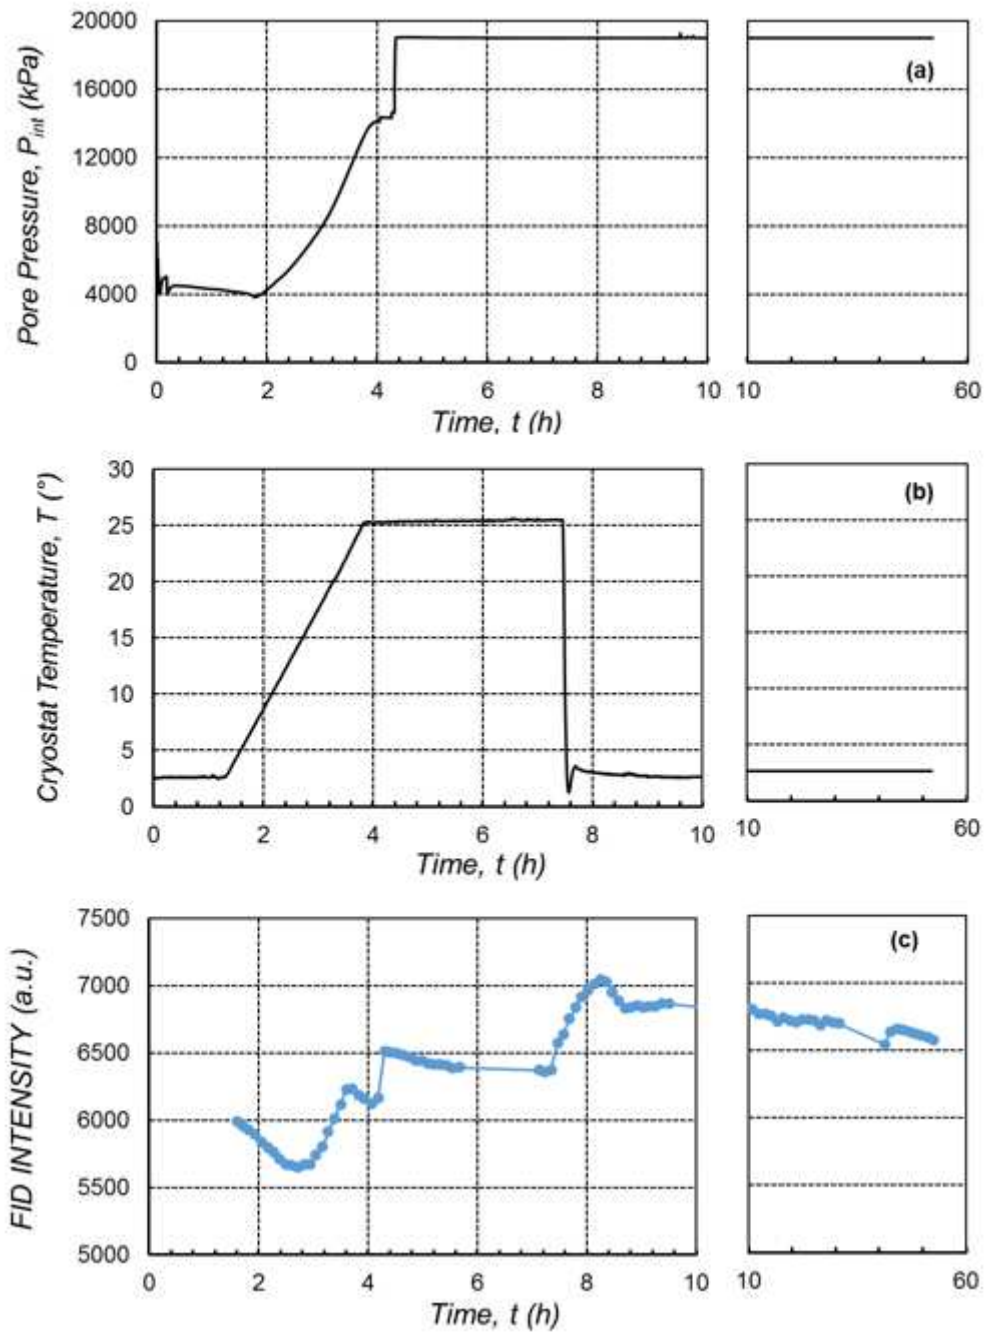 20000
16000
12000
8000
4000
0
Pore Pressure, Pint (kPa)
(a)
0 2 4 6 8 10 10 60
Time, t (h)
30
25
20
15
10
5
0
Cryostat Temperature, T (°)
(b)
0 2 4 6 8 10 10 60
Time, t (h)
7500
7000
6500
6000
5500
5000
FID INTENSITY (a.u.)
(c)
0 2 4 6 8 10 10 60
Time, t (h)